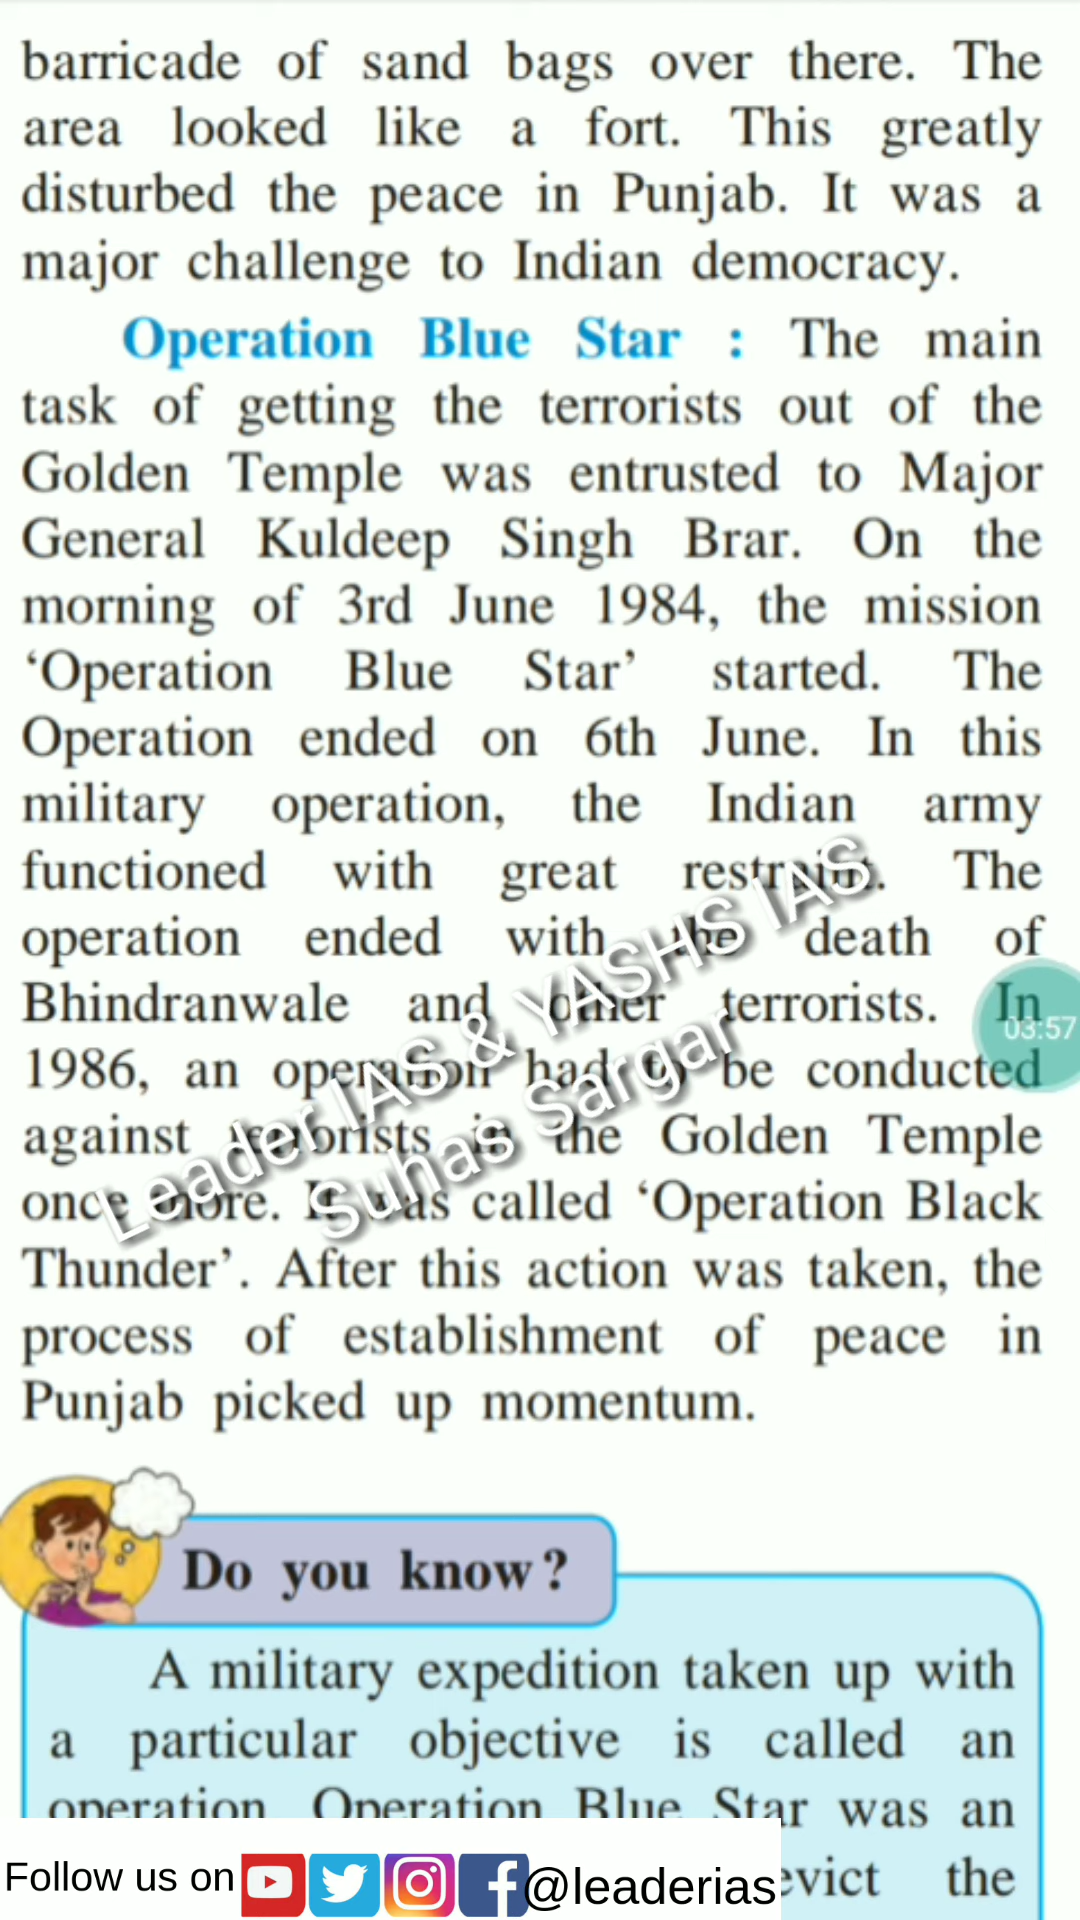 barricade of sand bags over there. The
area looked like a fort. This greatly
disturbed the peace in Punjab. It was a
major challenge to Indian democracy.
Operation Blue Star : The main
task of getting the terrorists out of the
Golden Temple was entrusted to Major
General Kuldeep Singh Brar. On the
morning of 3rd June 1984, the mission
‘Operation Blue Star’ started. The
Operation ended on 6th June. In this
military operation, the Indian army
functioned with great restraint. The
operation ended with the death of
Bhindranwale and other terrorists. In
1986, an operation had to be conducted
against terrorists in the Golden Temple
once more. It was called ‘Operation Black
Thunder’. After this action was taken, the
process of establishment of peace in
Punjab picked up momentum.
Leader IAS & YASHS IAS
Suhas Sargar
03:57
Do you know?
A military expedition taken up with
a particular objective is called an
operation. Operation Blue Star was an
evict the
Follow us on @leaderias